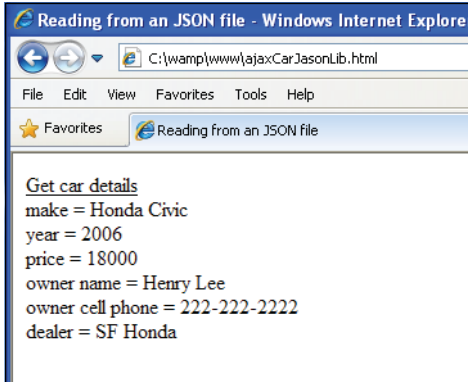 Reading from an JSON file - Windows Internet Explore
C:\wamp\www\ajaxCarJasonLib.html
File Edit View Favorites Tools Help
Favorites Reading from an JSON file
Get car details
make = Honda Civic
year = 2006
price = 18000
owner name = Henry Lee
owner cell phone = 222-222-2222
dealer = SF Honda